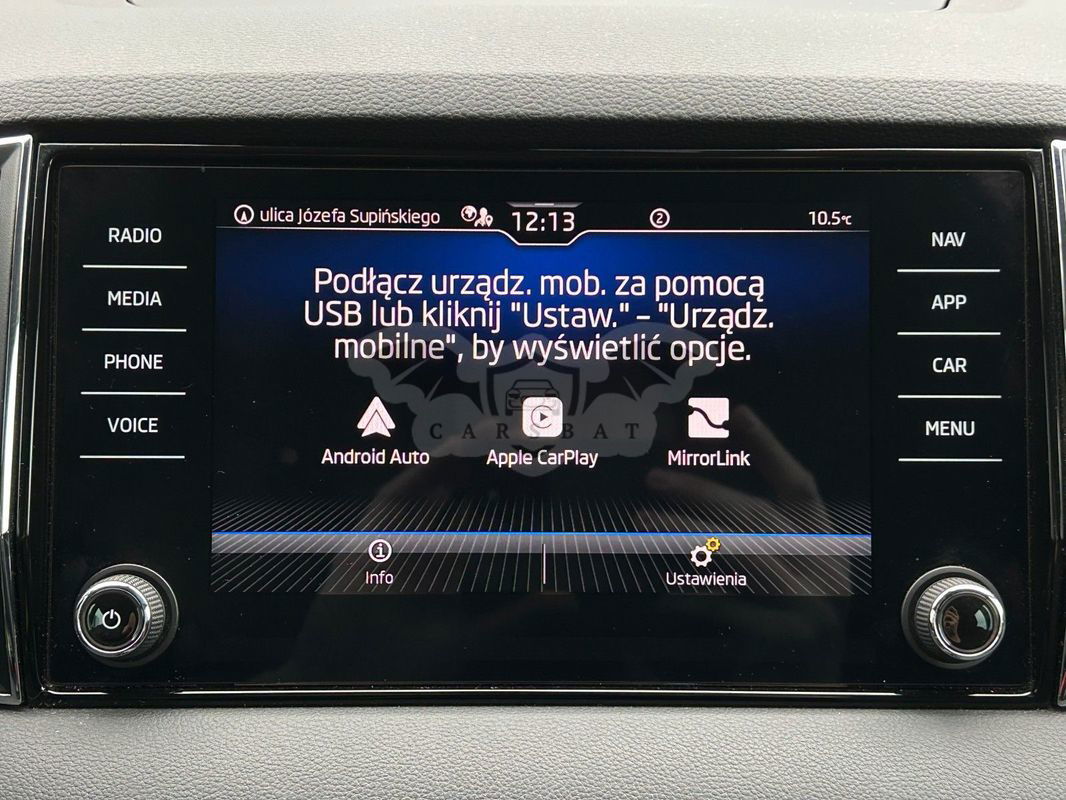 ulica Józefa Supińskiego 12:13 2 10.5°C
RADIO
MEDIA
PHONE
VOICE
Podłącz urządz. mob. za pomocą
USB lub kliknij "Ustaw." – "Urządz.
mobilne", by wyświetlić opcje.
CARSBAT
Android Auto Apple CarPlay MirrorLink
Info Ustawienia
NAV
APP
CAR
MENU